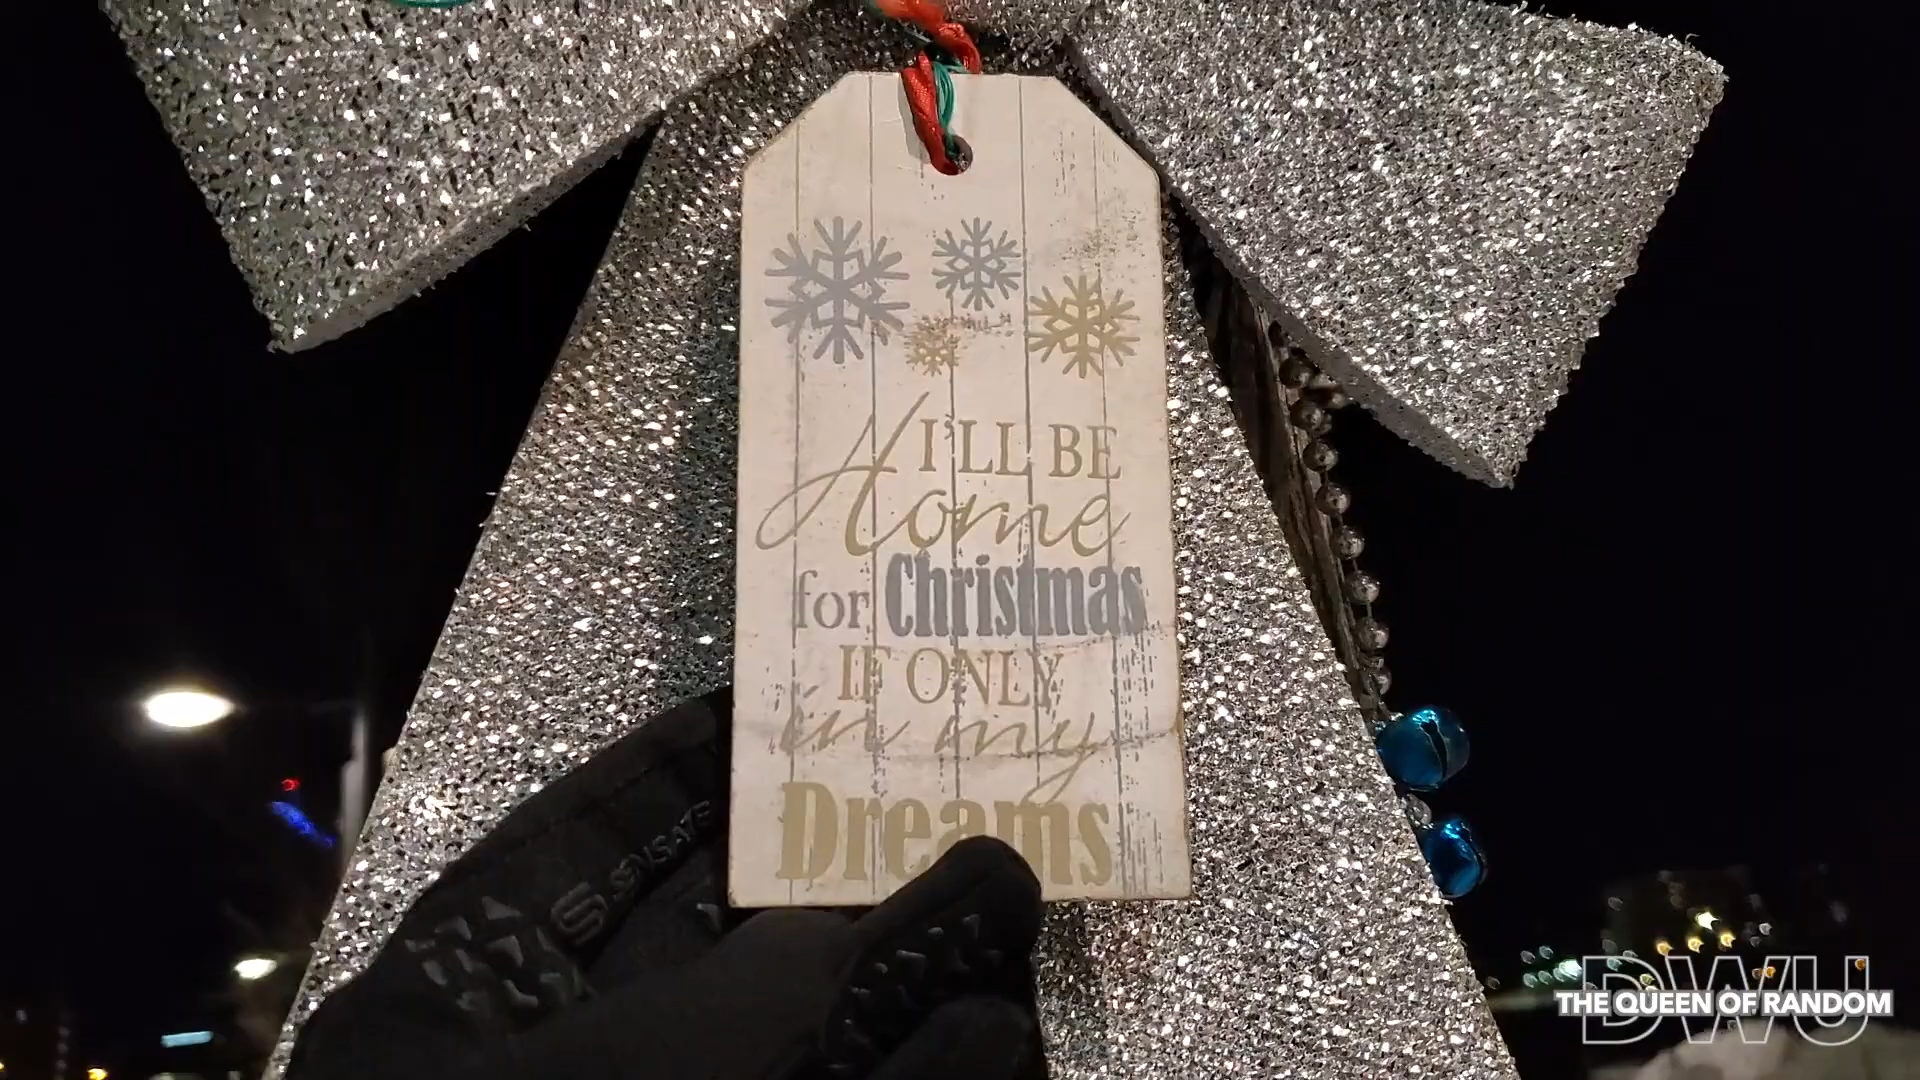 I'LL BE
Home
for Christmas
IF ONLY
in my
Dreams
S SENSATE
DWU
THE QUEEN OF RANDOM